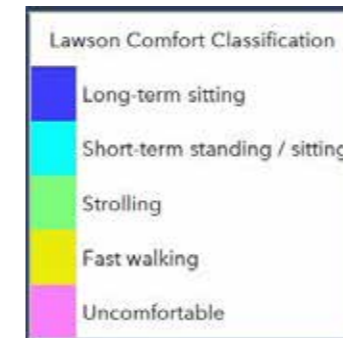 Lawson Comfort Classification
Long-term sitting
Short-term standing / sitting
Strolling
Fast walking
Uncomfortable